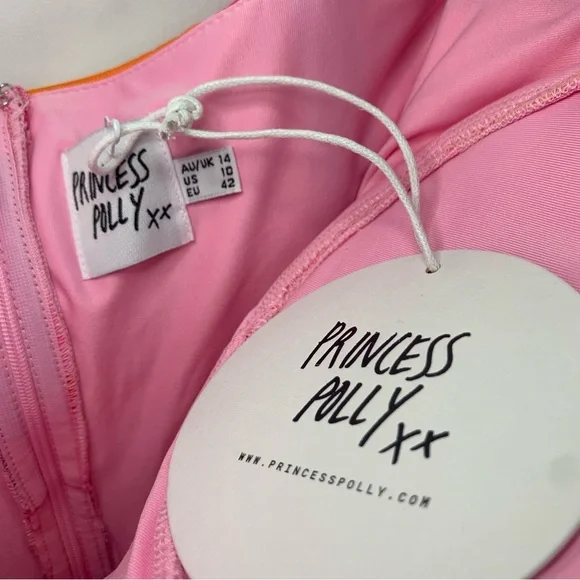 PRINCESS
POLLY xx
AU/UK 14
US 10
EU 42
PRINCESS
POLLY xx
WWW.PRINCESSPOLLY.COM